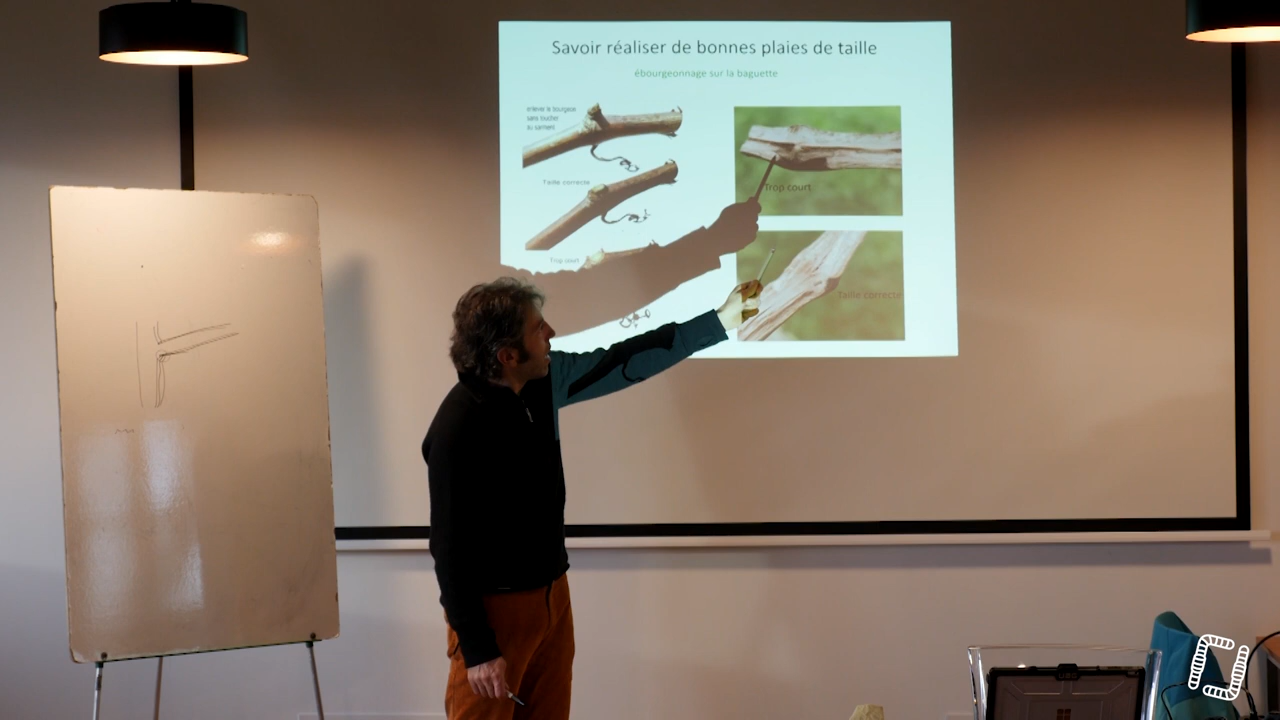 Savoir réaliser de bonnes plaies de taille
ébourgeonnage sur la baguette
enlever le bourgeon
sans toucher
au sarment
Taille correcte
Trop court
Trop court
Taille correcte